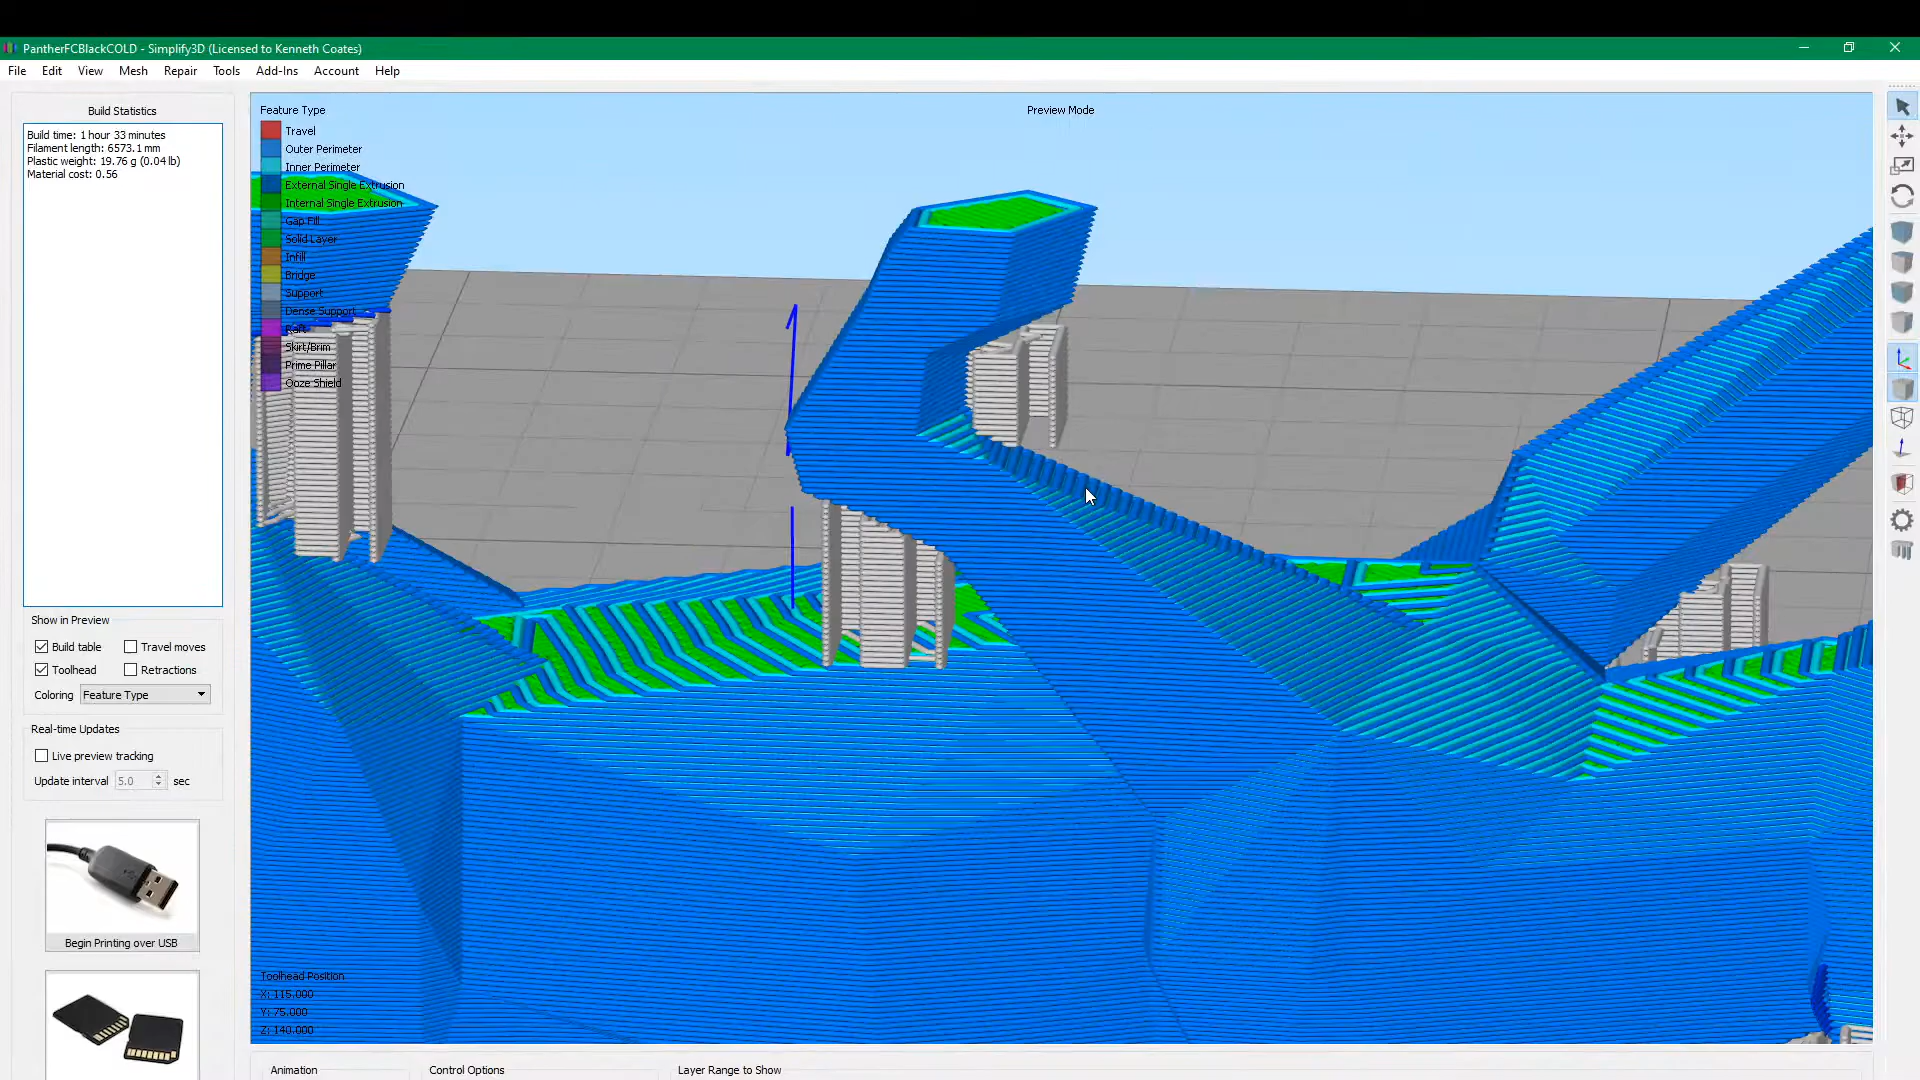 PantherFCBlackCOLD - Simplify3D (Licensed to Kenneth Coates)
File Edit View Mesh Repair Tools Add-Ins Account Help
Build Statistics
Build time: 1 hour 33 minutes
Filament length: 6573.1 mm
Plastic weight: 19.76 g (0.04 lb)
Material cost: 0.56
Feature Type
Travel
Outer Perimeter
Inner Perimeter
External Single Extrusion
Internal Single Extrusion
Gap Fill
Solid Layer
Infill
Bridge
Support
Dense Support
Raft
Skirt/Brim
Prime Pillar
Ooze Shield
Preview Mode
Show in Preview
Build table Travel moves
Toolhead Retractions
Coloring Feature Type
Real-time Updates
Live preview tracking
Update interval 5.0 sec
Begin Printing over USB
Toolhead Position
X: 115.000
Y: 75.000
Z: 140.000
Animation Control Options Layer Range to Show